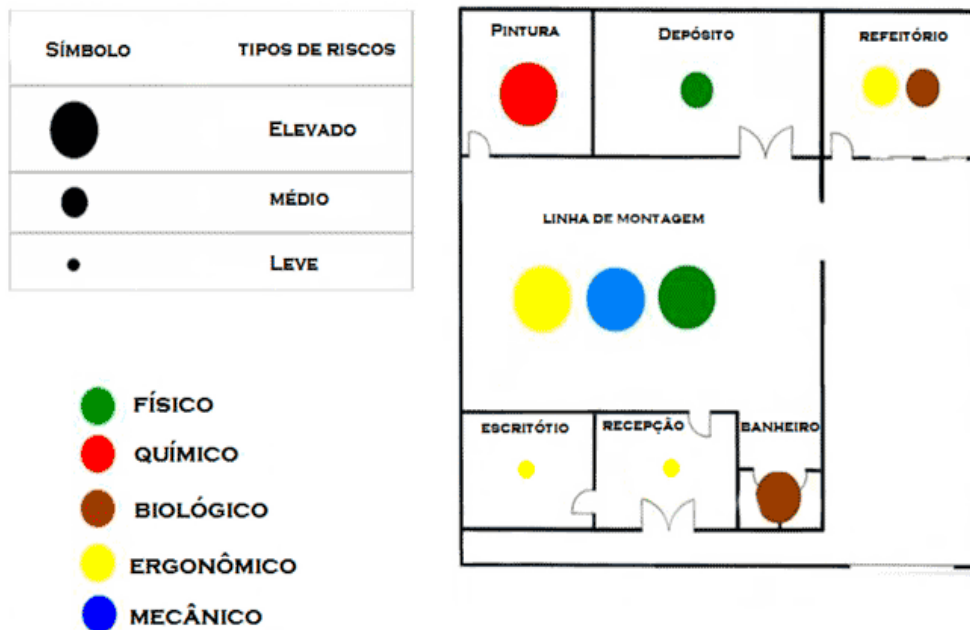 SÍMBOLO TIPOS DE RISCOS
ELEVADO
MÉDIO
LEVE
FÍSICO
QUÍMICO
BIOLÓGICO
ERGONÔMICO
MECÂNICO
PINTURA
DEPÓSITO
REFEITÓRIO
LINHA DE MONTAGEM
ESCRITÓTIO
RECEPÇÃO
BANHEIRO